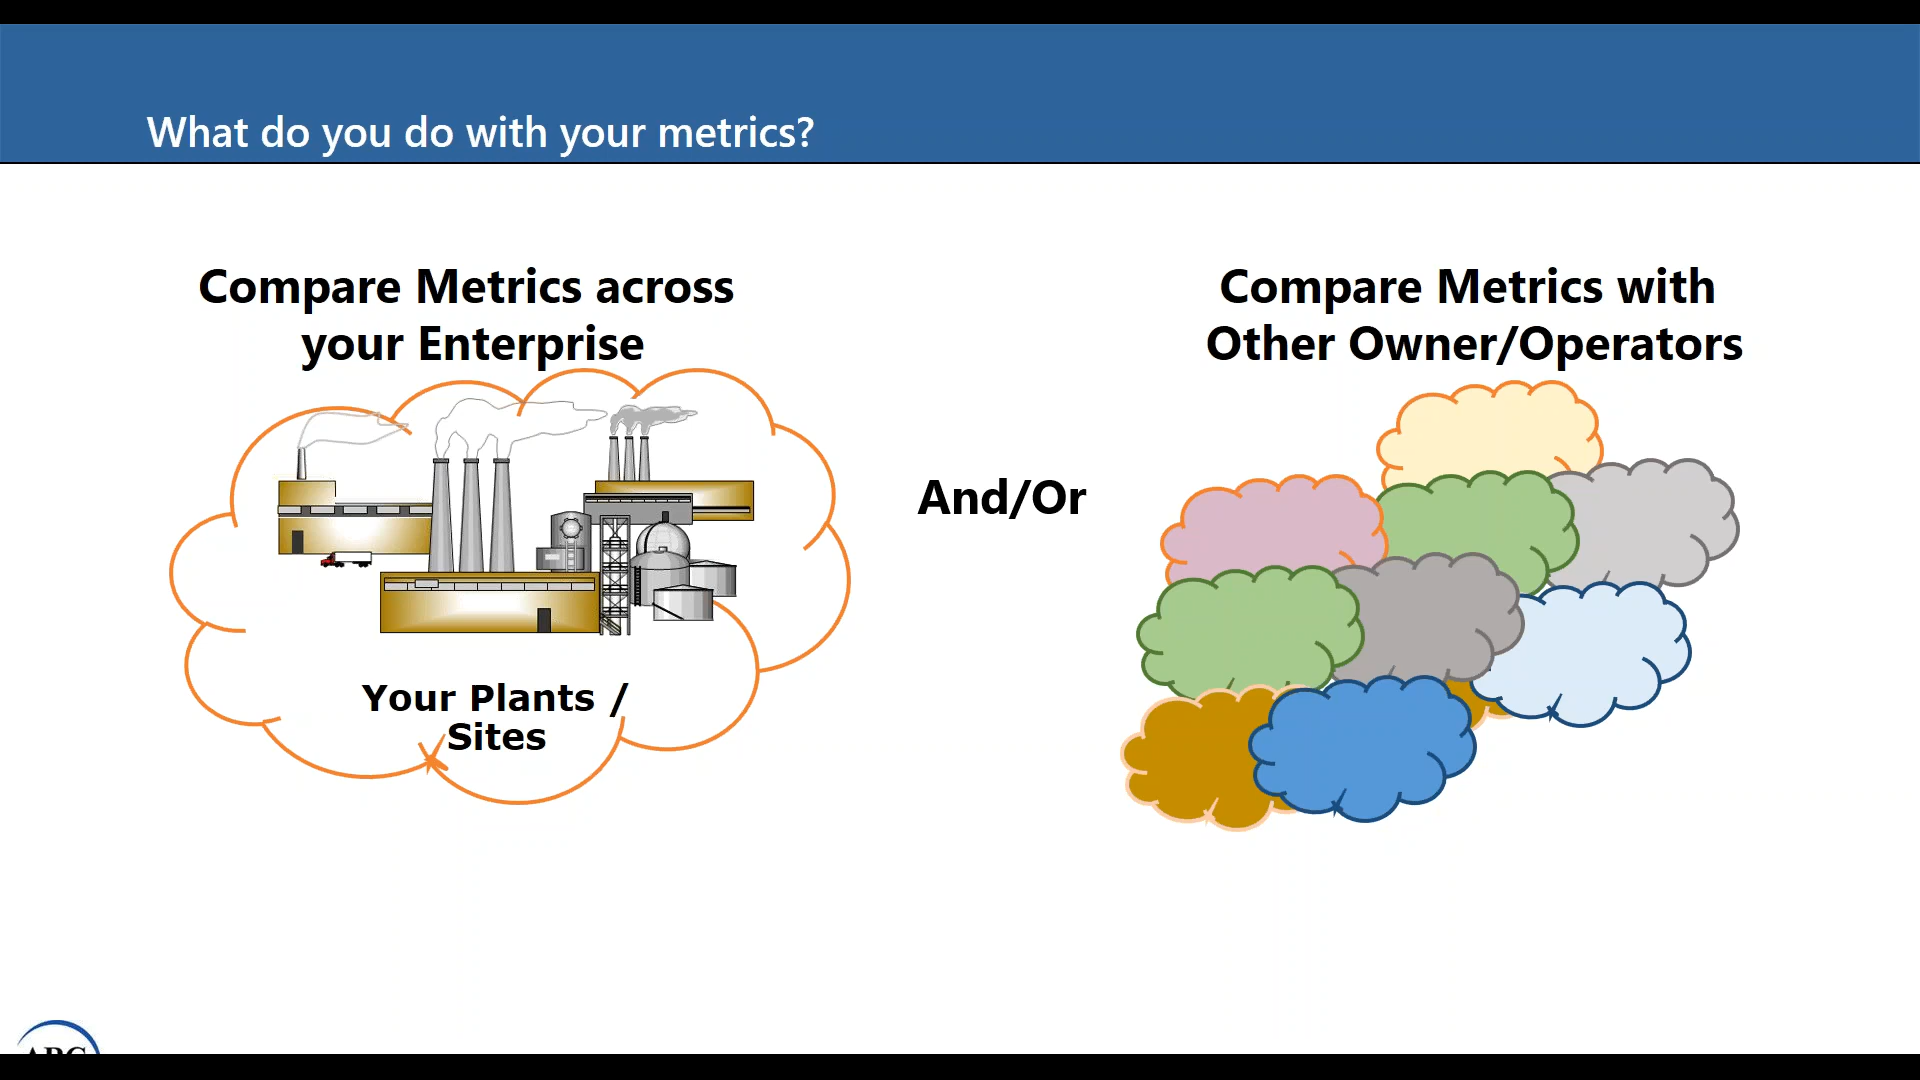 What do you do with your metrics?
Compare Metrics across
your Enterprise
Compare Metrics with
Other Owner/Operators
And/Or
Your Plants /
Sites
ARC